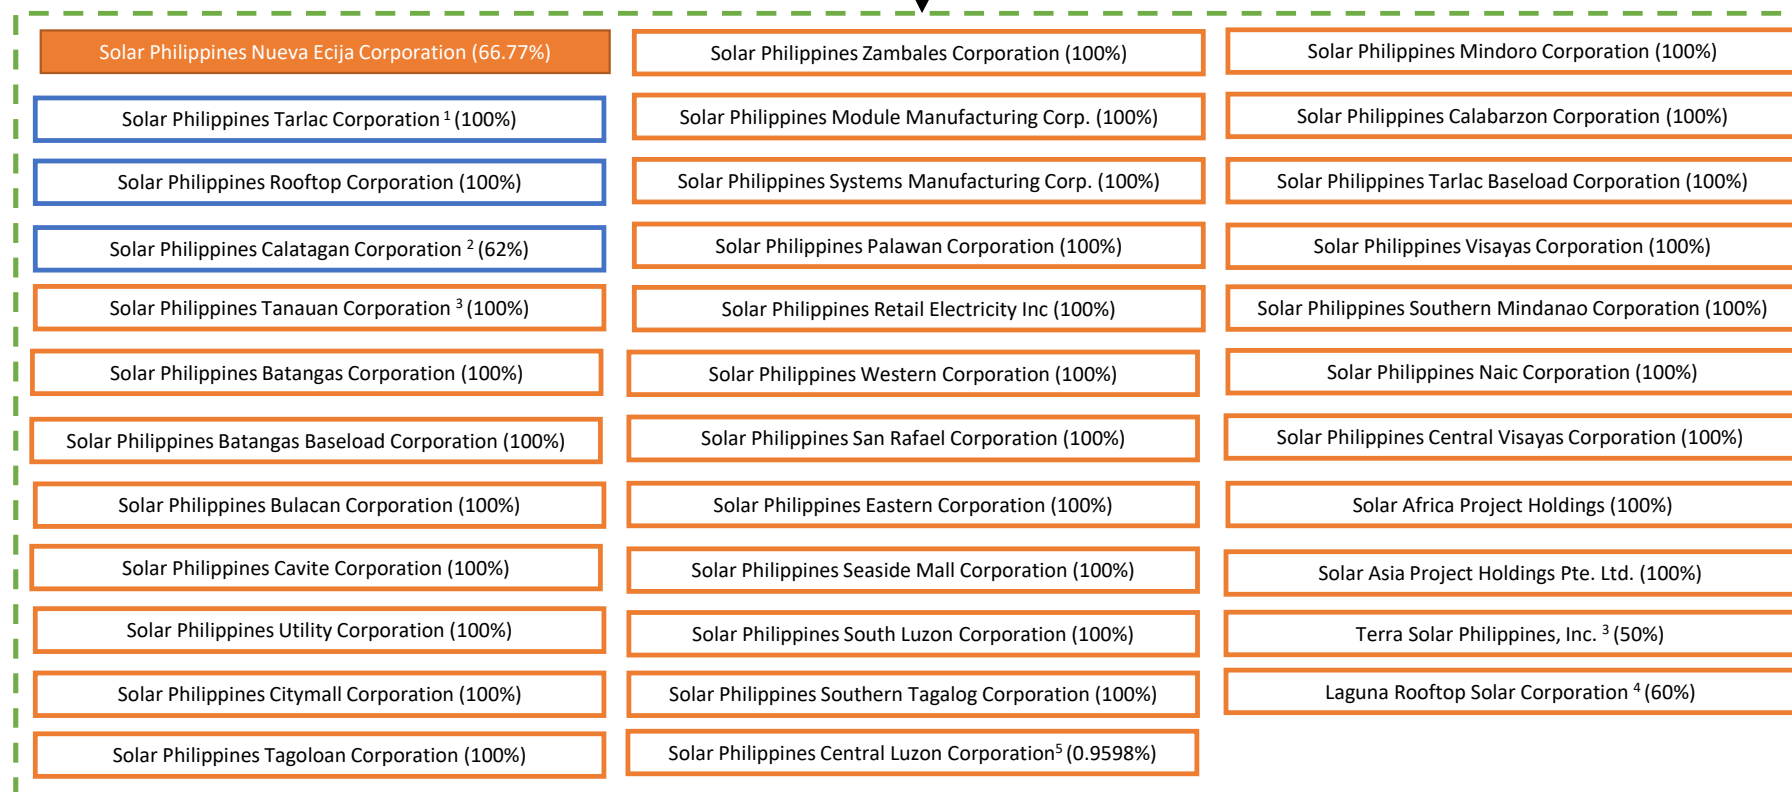 Solar Philippines Nueva Ecija Corporation (66.77%)
Solar Philippines Tarlac Corporation ¹ (100%)
Solar Philippines Rooftop Corporation (100%)
Solar Philippines Calatagan Corporation ² (62%)
Solar Philippines Tanauan Corporation ³ (100%)
Solar Philippines Batangas Corporation (100%)
Solar Philippines Batangas Baseload Corporation (100%)
Solar Philippines Bulacan Corporation (100%)
Solar Philippines Cavite Corporation (100%)
Solar Philippines Utility Corporation (100%)
Solar Philippines Citymall Corporation (100%)
Solar Philippines Tagoloan Corporation (100%)
Solar Philippines Zambales Corporation (100%)
Solar Philippines Module Manufacturing Corp. (100%)
Solar Philippines Systems Manufacturing Corp. (100%)
Solar Philippines Palawan Corporation (100%)
Solar Philippines Retail Electricity Inc (100%)
Solar Philippines Western Corporation (100%)
Solar Philippines San Rafael Corporation (100%)
Solar Philippines Eastern Corporation (100%)
Solar Philippines Seaside Mall Corporation (100%)
Solar Philippines South Luzon Corporation (100%)
Solar Philippines Southern Tagalog Corporation (100%)
Solar Philippines Central Luzon Corporation⁵ (0.9598%)
Solar Philippines Mindoro Corporation (100%)
Solar Philippines Calabarzon Corporation (100%)
Solar Philippines Tarlac Baseload Corporation (100%)
Solar Philippines Visayas Corporation (100%)
Solar Philippines Southern Mindanao Corporation (100%)
Solar Philippines Naic Corporation (100%)
Solar Philippines Central Visayas Corporation (100%)
Solar Africa Project Holdings (100%)
Solar Asia Project Holdings Pte. Ltd. (100%)
Terra Solar Philippines, Inc. ³ (50%)
Laguna Rooftop Solar Corporation ⁴ (60%)